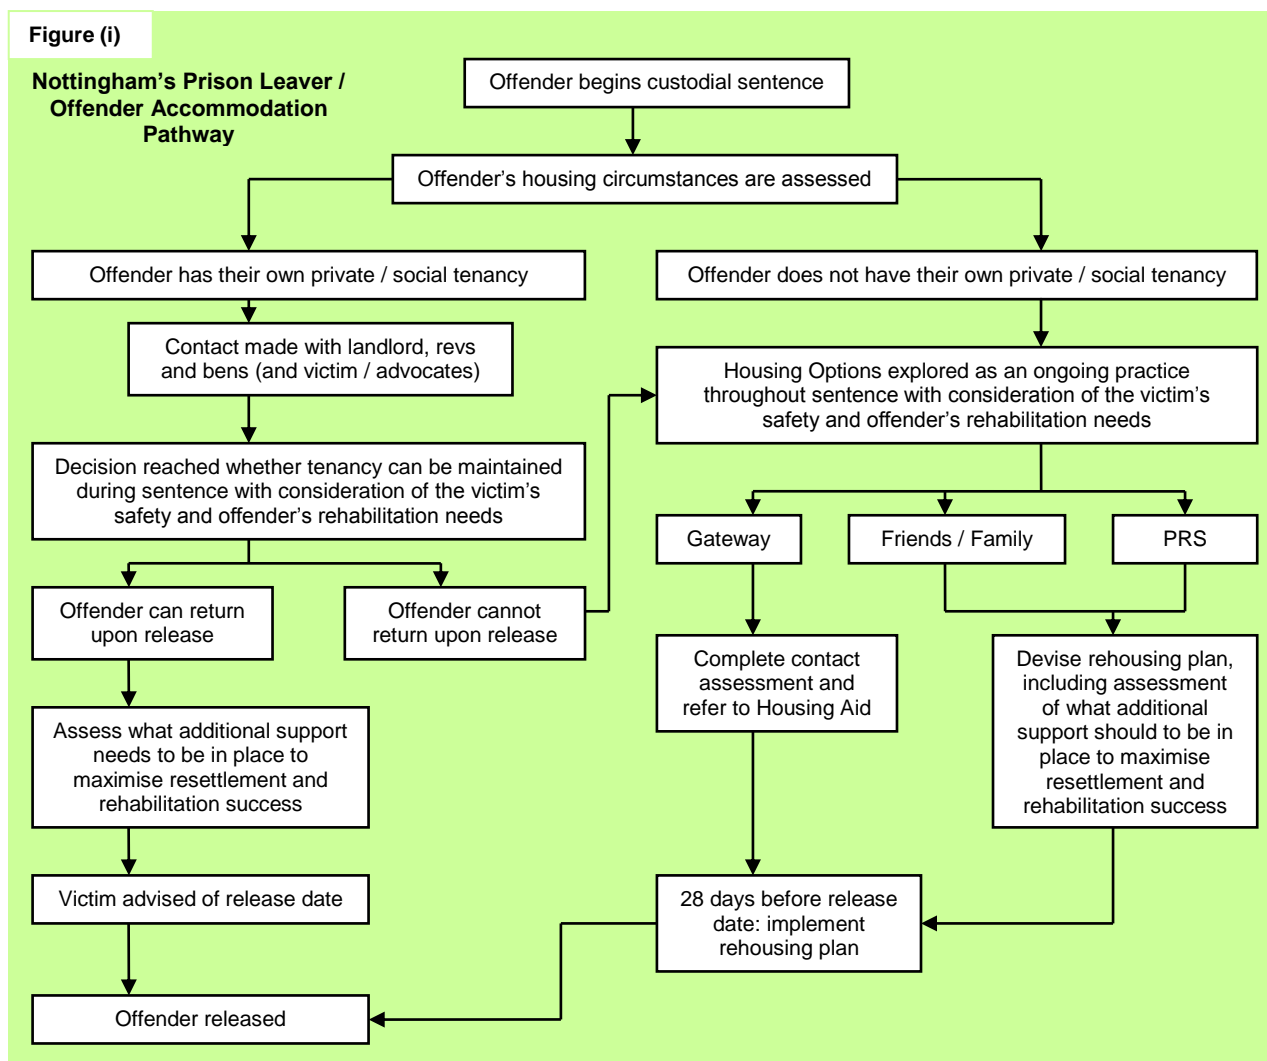 Figure (i)
Nottingham's Prison Leaver /
Offender Accommodation
Pathway
Offender begins custodial sentence
Offender's housing circumstances are assessed
Offender has their own private / social tenancy
Offender does not have their own private / social tenancy
Contact made with landlord, revs
and bens (and victim / advocates)
Housing Options explored as an ongoing practice
throughout sentence with consideration of the victim's
safety and offender's rehabilitation needs
Decision reached whether tenancy can be maintained
during sentence with consideration of the victim's
safety and offender's rehabilitation needs
Gateway
Friends / Family
PRS
Offender can return
upon release
Offender cannot
return upon release
Complete contact
assessment and
refer to Housing Aid
Devise rehousing plan,
including assessment
of what additional
support should to be in
place to maximise
resettlement and
rehabilitation success
Assess what additional support
needs to be in place to
maximise resettlement and
rehabilitation success
Victim advised of release date
28 days before release
date: implement
rehousing plan
Offender released